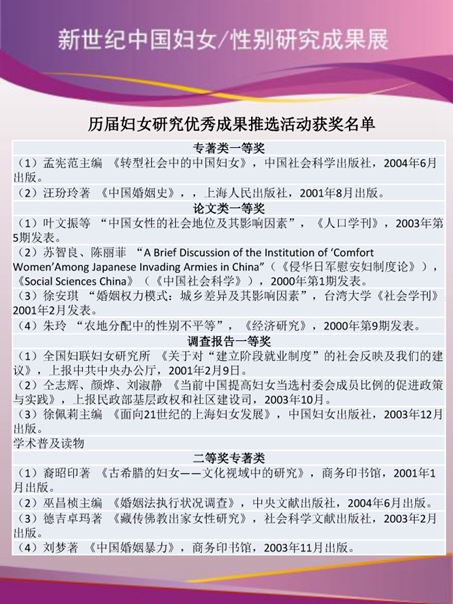 新世纪中国妇女/性别研究成果展
历届妇女研究优秀成果推选活动获奖名单
专著类一等奖
（1）孟宪范主编 《转型社会中的中国妇女》，中国社会科学出版社，2004年6月
出版。
（2）汪玢玲著 《中国婚姻史》，，上海人民出版社，2001年8月出版。
论文类一等奖
（1）叶文振等 “中国女性的社会地位及其影响因素”，《人口学刊》，2003年第
5期发表。
（2）苏智良、陈丽菲 “A Brief Discussion of the Institution of ‘Comfort
Women’Among Japanese Invading Armies in China”（《侵华日军慰安妇制度论》），
《Social Sciences China》（《中国社会科学》），2000年第1期发表。
（3）徐安琪 “婚姻权力模式：城乡差异及其影响因素”，台湾大学《社会学刊》
2001年2月发表。
（4）朱玲 “农地分配中的性别不平等”，《经济研究》，2000年第9期发表。
调查报告一等奖
（1）全国妇联妇女研究所 《关于对“建立阶段就业制度”的社会反映及我们的建
议》，上报中共中央办公厅，2001年2月9日。
（2）仝志辉、颜烨、刘淑静 《当前中国提高妇女当选村委会成员比例的促进政策
与实践》，上报民政部基层政权和社区建设司，2003年10月。
（3）徐佩莉主编 《面向21世纪的上海妇女发展》，中国妇女出版社，2003年12月
出版。
学术普及读物
二等奖专著类
（1）裔昭印著 《古希腊的妇女——文化视域中的研究》，商务印书馆，2001年1
月出版。
（2）巫昌桢主编 《婚姻法执行状况调查》，中央文献出版社，2004年6月出版。
（3）德吉卓玛著 《藏传佛教出家女性研究》，社会科学文献出版社，2003年2月
出版。
（4）刘梦著 《中国婚姻暴力》，商务印书馆，2003年11月出版。